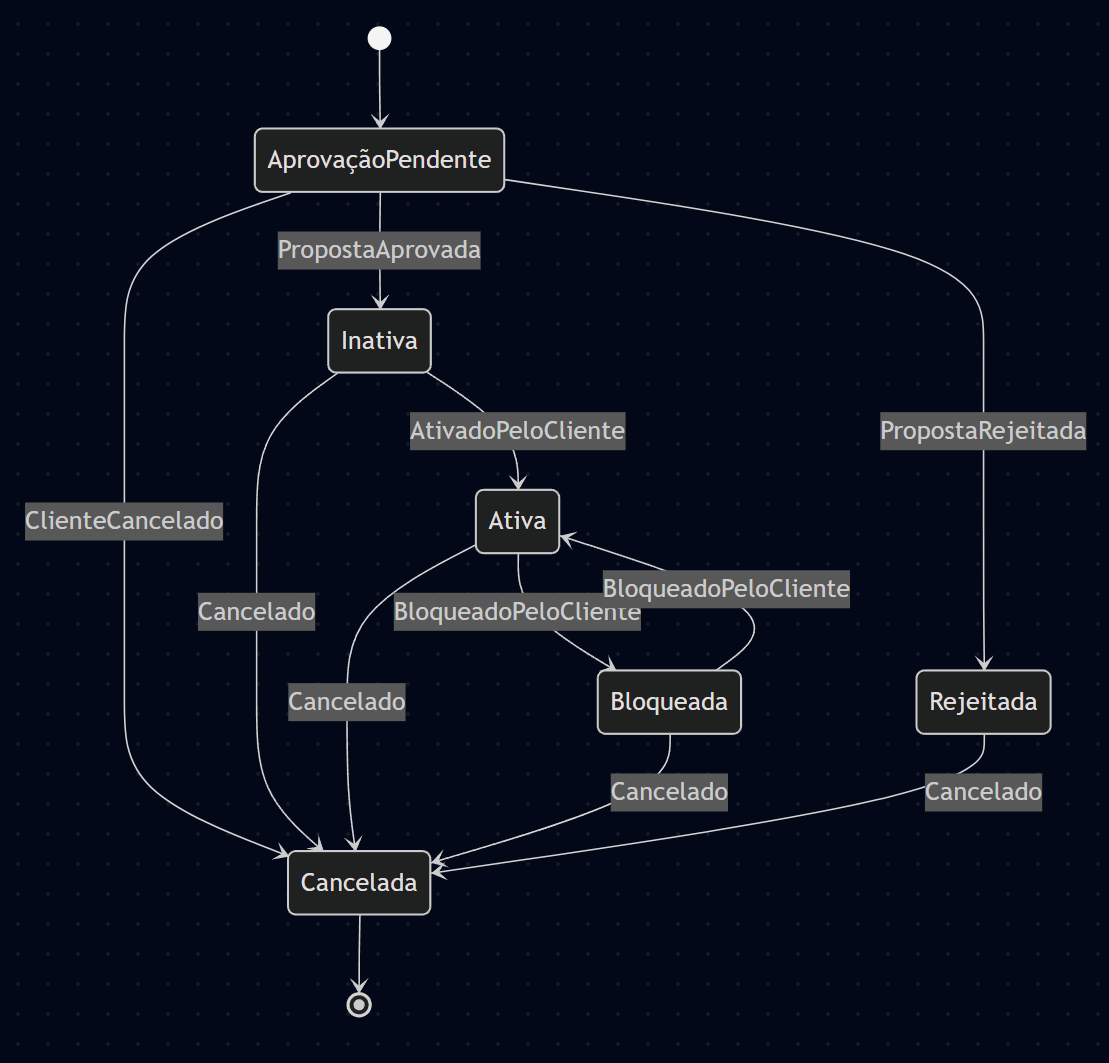 AprovaçãoPendente
PropostaAprovada
Inativa
AtivadoPeloCliente
PropostaRejeitada
ClienteCancelado
Ativa
BloqueadoPeloCliente
Cancelado
BloqueadoPeloCliente
Cancelado
Bloqueada
Rejeitada
Cancelado
Cancelado
Cancelada